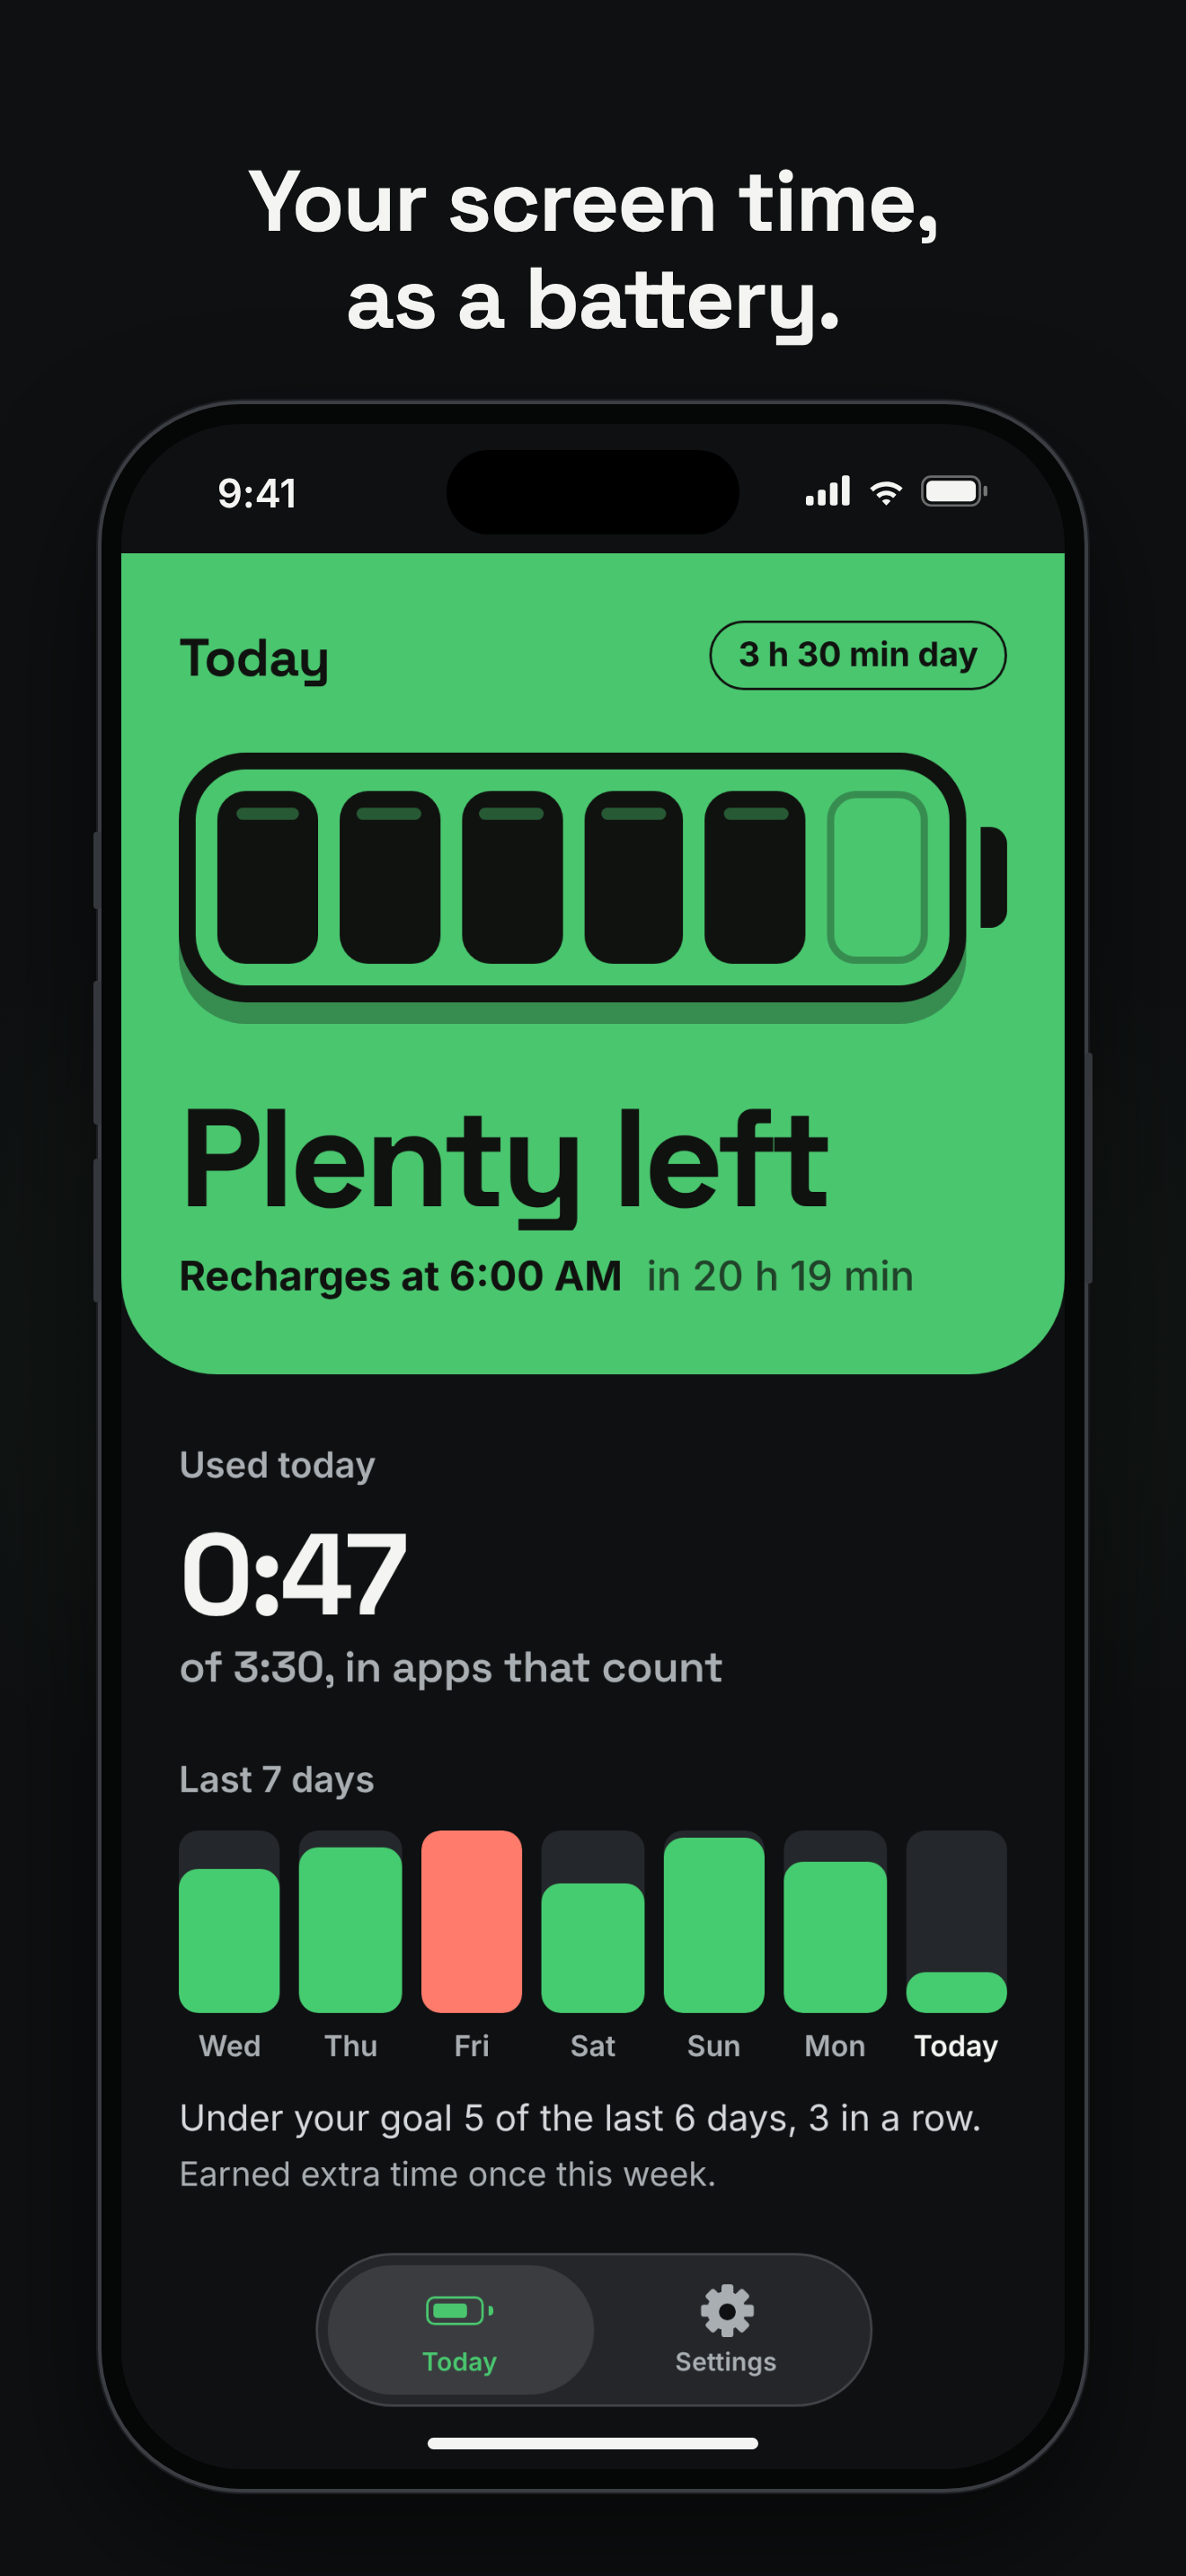 Your screen time,
as a battery.
9:41
Today
3 h 30 min day
Plenty left
Recharges at 6:00 AM in 20 h 19 min
Used today
0:47
of 3:30, in apps that count
Last 7 days
Wed Thu Fri Sat Sun Mon Today
Under your goal 5 of the last 6 days, 3 in a row.
Earned extra time once this week.
Today Settings